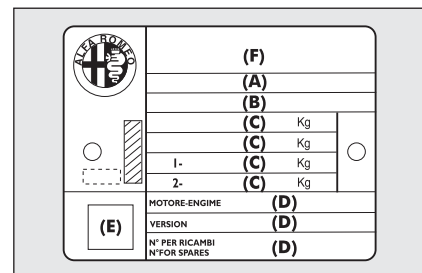 ALFA ROMEO
(F)
(A)
(B)
(C) Kg
(C) Kg
1- (C) Kg
2- (C) Kg
MOTORE-ENGINE (D)
VERSION (D)
N° PER RICAMBI
N°FOR SPARES (D)
(E)